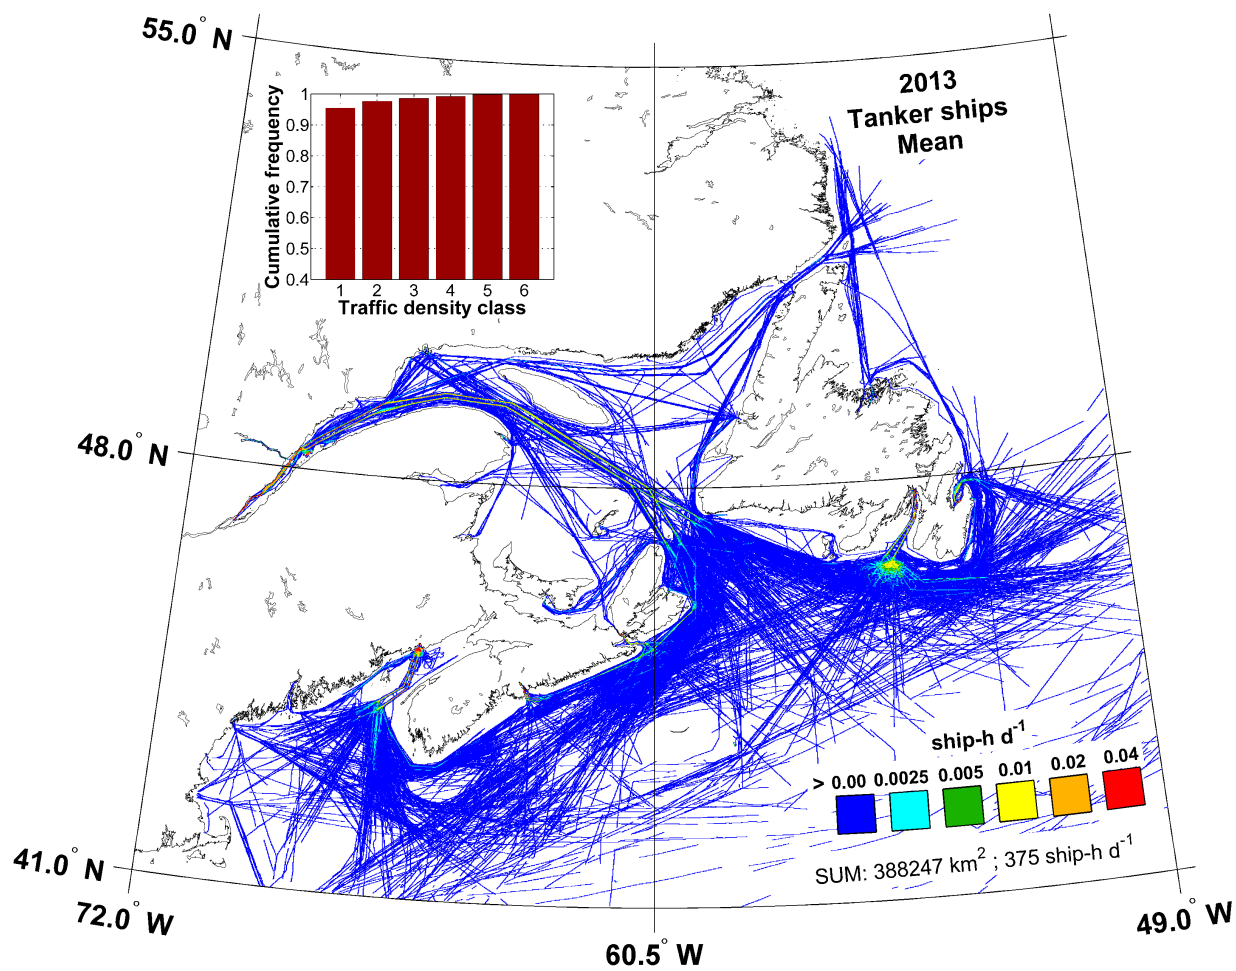 55.0° N
2013
Tanker ships
Mean
Cumulative frequency
1
0.9
0.8
0.7
0.6
0.5
0.4
1 2 3 4 5 6
Traffic density class
48.0° N
ship-h d-1
> 0.00 0.0025 0.005 0.01 0.02 0.04
SUM: 388247 km2 ; 375 ship-h d-1
41.0° N
72.0° W
60.5° W
49.0° W